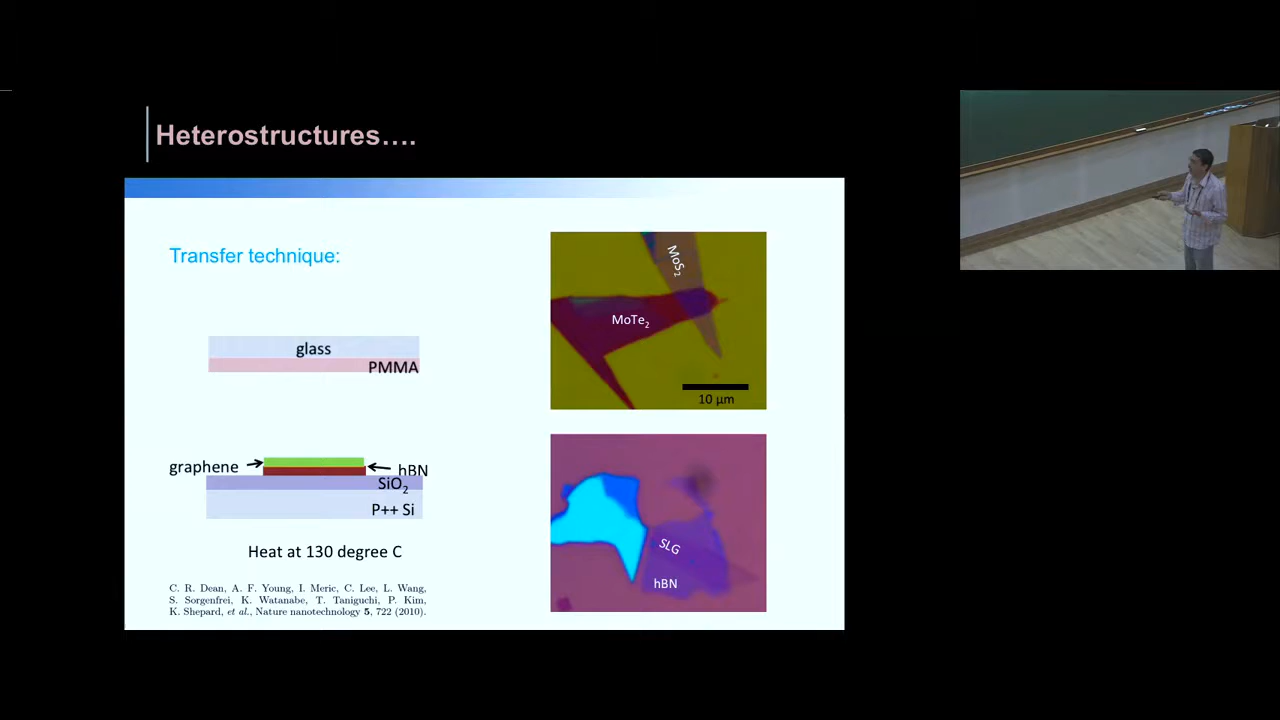 Heterostructures....
Transfer technique:
glass
PMMA
graphene
hBN
SiO2
P++ Si
Heat at 130 degree C
C. R. Dean, A. F. Young, I. Meric, C. Lee, L. Wang,
S. Sorgenfrei, K. Watanabe, T. Taniguchi, P. Kim,
K. Shepard, et al., Nature nanotechnology 5, 722 (2010).
MoS2
MoTe2
10 μm
SLG
hBN